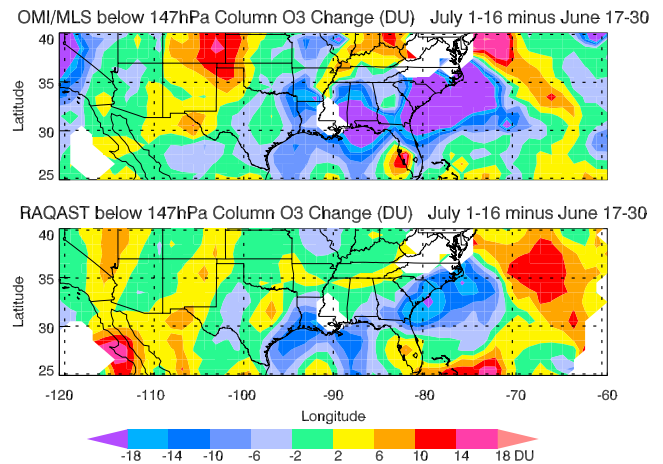 OMI/MLS below 147hPa Column O3 Change (DU) July 1-16 minus June 17-30
40
35
30
25
Latitude
RAQAST below 147hPa Column O3 Change (DU) July 1-16 minus June 17-30
40
35
30
25
Latitude
-120 -110 -100 -90 -80 -70 -60
Longitude
-18 -14 -10 -6 -2 2 6 10 14 18 DU